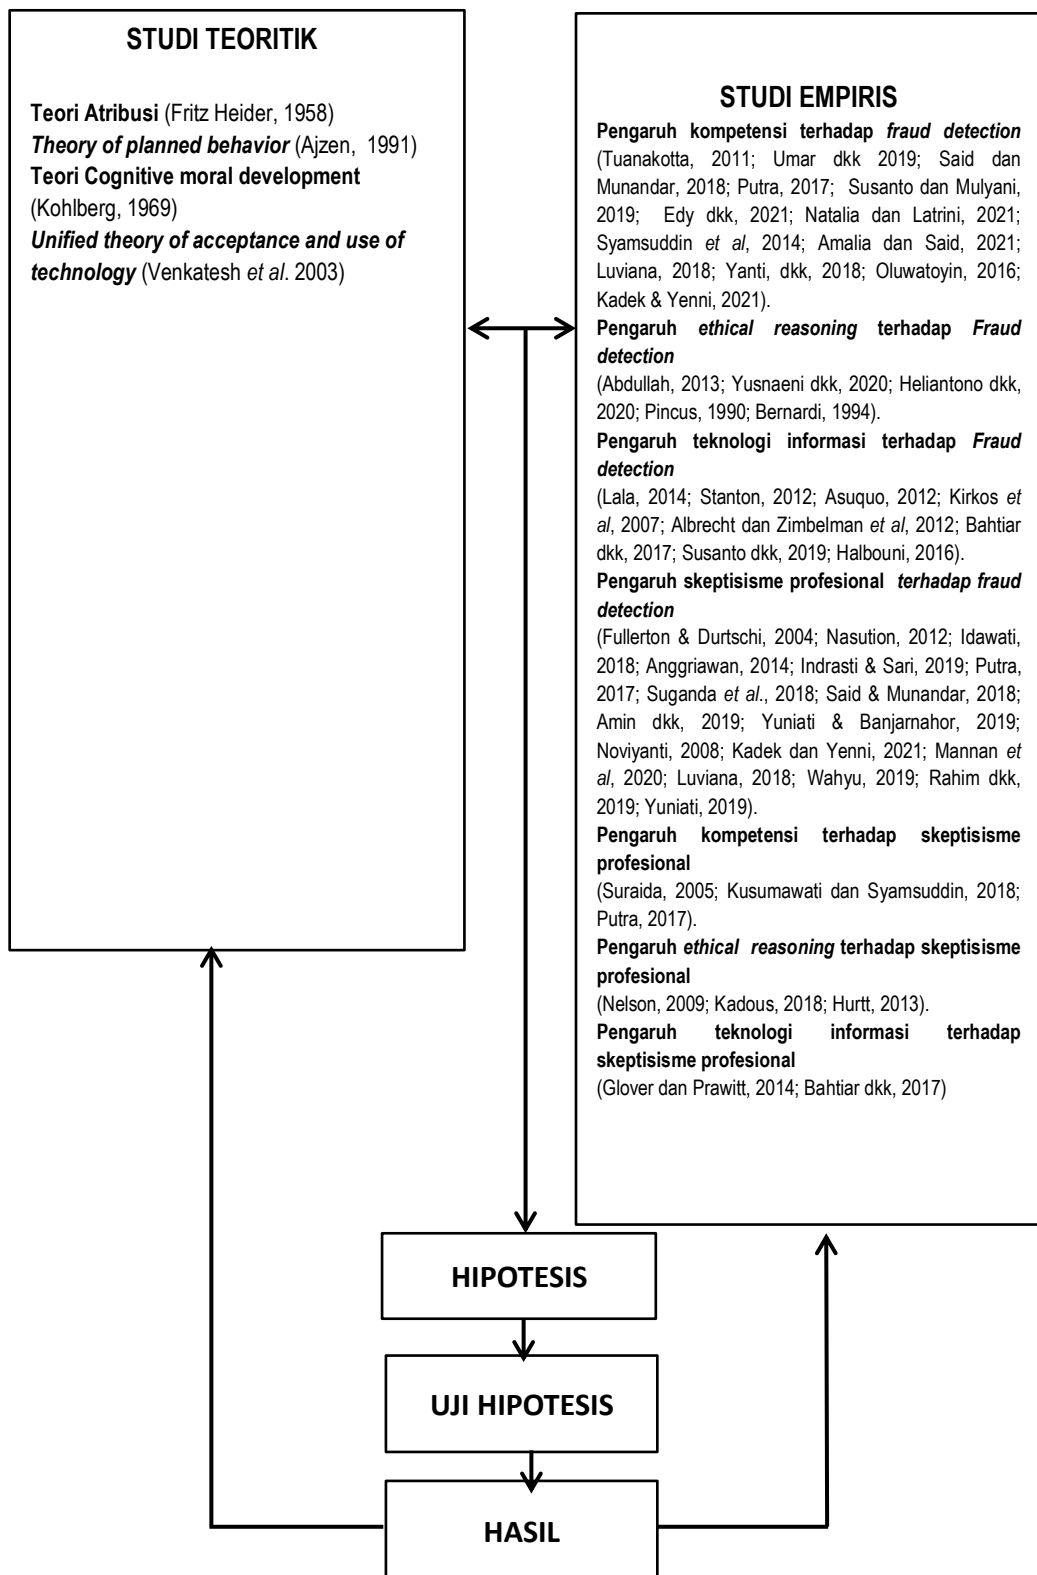 STUDI TEORITIK
Teori Atribusi (Fritz Heider, 1958)
Theory of planned behavior (Ajzen, 1991)
Teori Cognitive moral development
(Kohlberg, 1969)
Unified theory of acceptance and use of
technology (Venkatesh et al. 2003)
STUDI EMPIRIS
Pengaruh kompetensi terhadap fraud detection
(Tuanakotta, 2011; Umar dkk 2019; Said dan
Munandar, 2018; Putra, 2017; Susanto dan Mulyani,
2019; Edy dkk, 2021; Natalia dan Latrini, 2021;
Syamsuddin et al, 2014; Amalia dan Said, 2021;
Luviana, 2018; Yanti, dkk, 2018; Oluwatoyin, 2016;
Kadek & Yenni, 2021).
Pengaruh ethical reasoning terhadap Fraud
detection
(Abdullah, 2013; Yusnaeni dkk, 2020; Heliantono dkk,
2020; Pincus, 1990; Bernardi, 1994).
Pengaruh teknologi informasi terhadap Fraud
detection
(Lala, 2014; Stanton, 2012; Asuquo, 2012; Kirkos et
al, 2007; Albrecht dan Zimbelman et al, 2012; Bahtiar
dkk, 2017; Susanto dkk, 2019; Halbouni, 2016).
Pengaruh skeptisisme profesional terhadap fraud
detection
(Fullerton & Durtschi, 2004; Nasution, 2012; Idawati,
2018; Anggriawan, 2014; Indrasti & Sari, 2019; Putra,
2017; Suganda et al., 2018; Said & Munandar, 2018;
Amin dkk, 2019; Yuniati & Banjarnahor, 2019;
Noviyanti, 2008; Kadek dan Yenni, 2021; Mannan et
al, 2020; Luviana, 2018; Wahyu, 2019; Rahim dkk,
2019; Yuniati, 2019).
Pengaruh kompetensi terhadap skeptisisme
profesional
(Suraida, 2005; Kusumawati dan Syamsuddin, 2018;
Putra, 2017).
Pengaruh ethical reasoning terhadap skeptisisme
profesional
(Nelson, 2009; Kadous, 2018; Hurtt, 2013).
Pengaruh teknologi informasi terhadap
skeptisisme profesional
(Glover dan Prawitt, 2014; Bahtiar dkk, 2017)
HIPOTESIS
UJI HIPOTESIS
HASIL